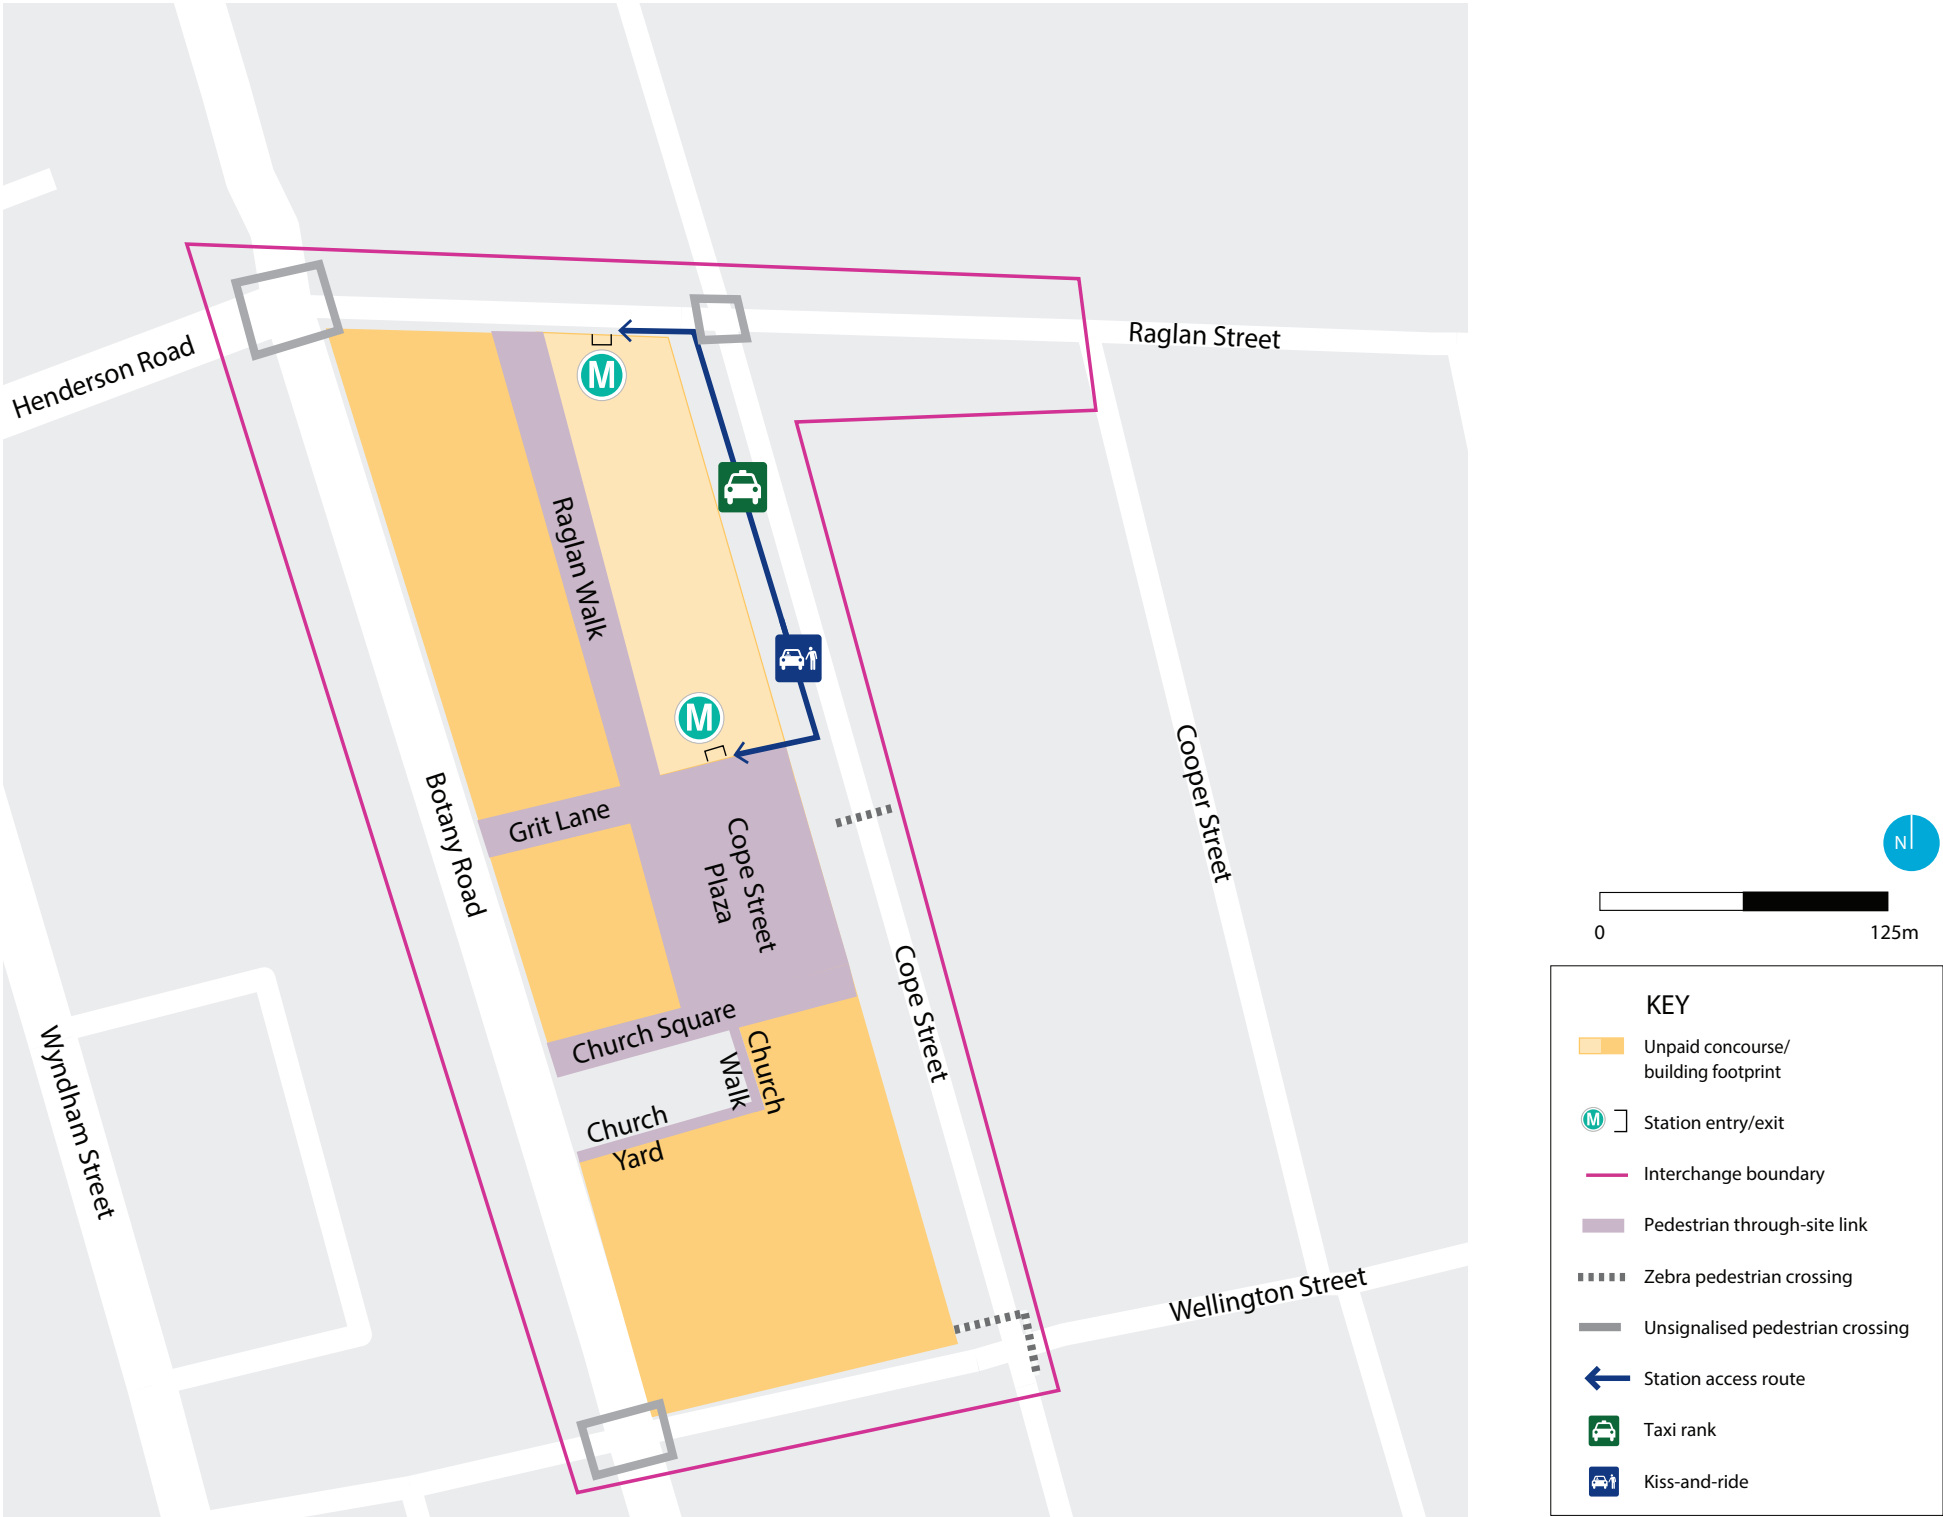 Henderson Road
Raglan Street
M
Raglan Walk
M
Botany Road
Grit Lane
Cope Street
Plaza
Cooper Street
Cope Street
Church Square
Church
Walk
Church
Yard
Wyndham Street
Wellington Street
N
0 125m
KEY
Unpaid concourse/
building footprint
M Station entry/exit
Interchange boundary
Pedestrian through-site link
Zebra pedestrian crossing
Unsignalised pedestrian crossing
Station access route
Taxi rank
Kiss-and-ride